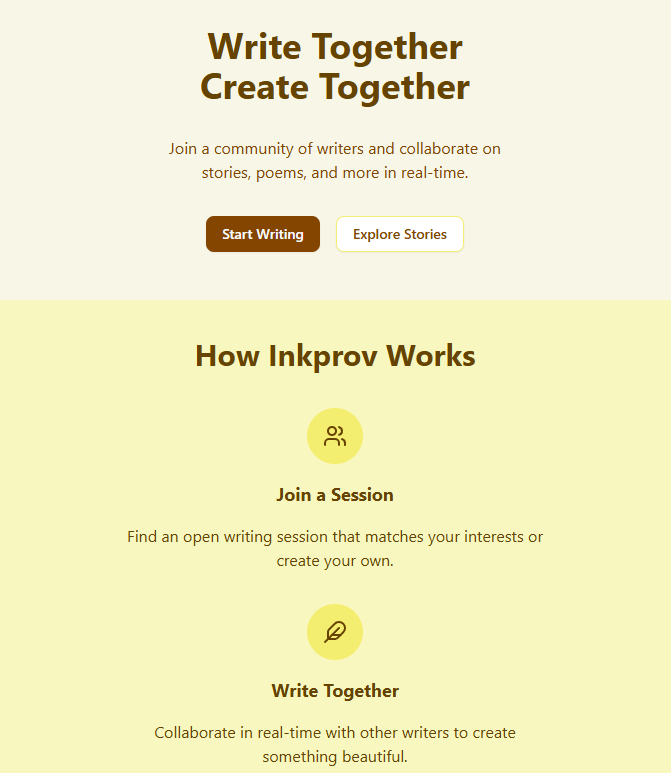 Write Together
Create Together
Join a community of writers and collaborate on
stories, poems, and more in real-time.
Start Writing
Explore Stories
How Inkprov Works
Join a Session
Find an open writing session that matches your interests or
create your own.
Write Together
Collaborate in real-time with other writers to create
something beautiful.